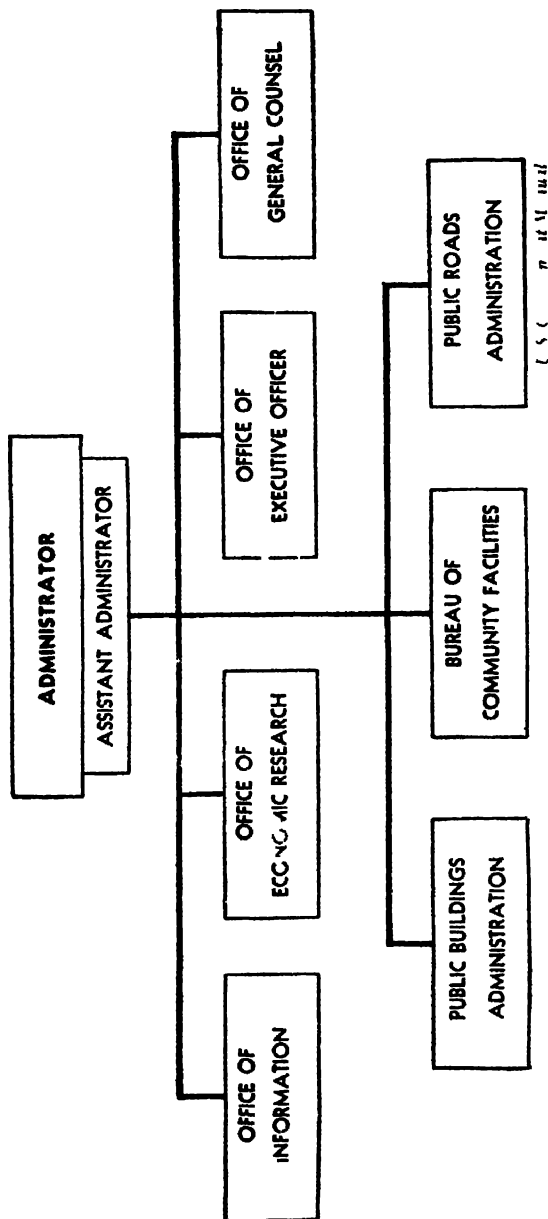 ADMINISTRATOR
ASSISTANT ADMINISTRATOR
OFFICE OF
INFORMATION
OFFICE OF
ECONOMIC RESEARCH
OFFICE OF
EXECUTIVE OFFICER
OFFICE OF
GENERAL COUNSEL
PUBLIC BUILDINGS
ADMINISTRATION
BUREAU OF
COMMUNITY FACILITIES
PUBLIC ROADS
ADMINISTRATION